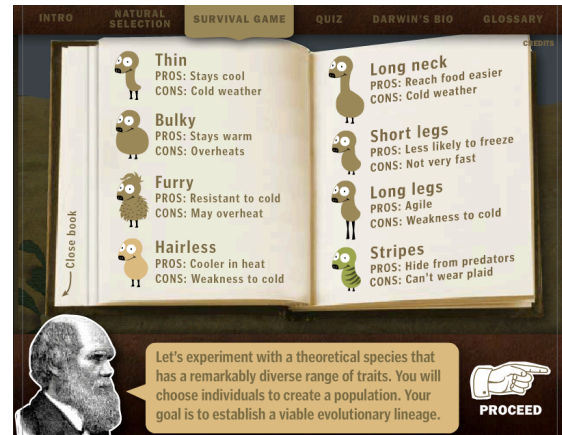 INTRO
NATURAL
SELECTION
SURVIVAL GAME
QUIZ
DARWIN'S BIO
GLOSSARY
CREDITS
Thin
PROS: Stays cool
CONS: Cold weather
Bulky
PROS: Stays warm
CONS: Overheats
Furry
PROS: Resistant to cold
CONS: May overheat
Hairless
PROS: Cooler in heat
CONS: Weakness to cold
Close book
Long neck
PROS: Reach food easier
CONS: Cold weather
Short legs
PROS: Less likely to freeze
CONS: Not very fast
Long legs
PROS: Agile
CONS: Weakness to cold
Stripes
PROS: Hide from predators
CONS: Can't wear plaid
Let's experiment with a theoretical species that
has a remarkably diverse range of traits. You will
choose individuals to create a population. Your
goal is to establish a viable evolutionary lineage.
PROCEED